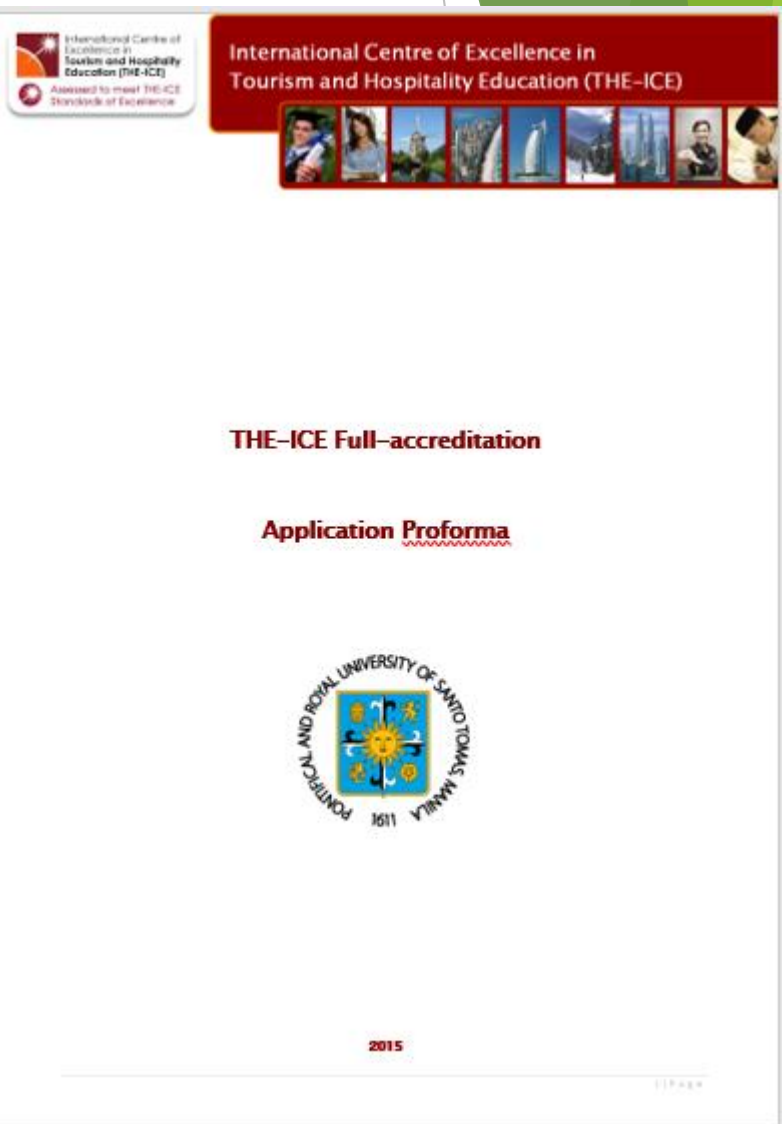 International Centre of
Excellence in
Tourism and Hospitality
Education (THE-ICE)
Assessed to meet THE-ICE
Standards of Excellence
International Centre of Excellence in
Tourism and Hospitality Education (THE-ICE)
THE-ICE Full-accreditation
Application Proforma
PONTIFICAL AND ROYAL UNIVERSITY OF SANTO TOMAS, MANILA
1611
2015
1 | P a g e